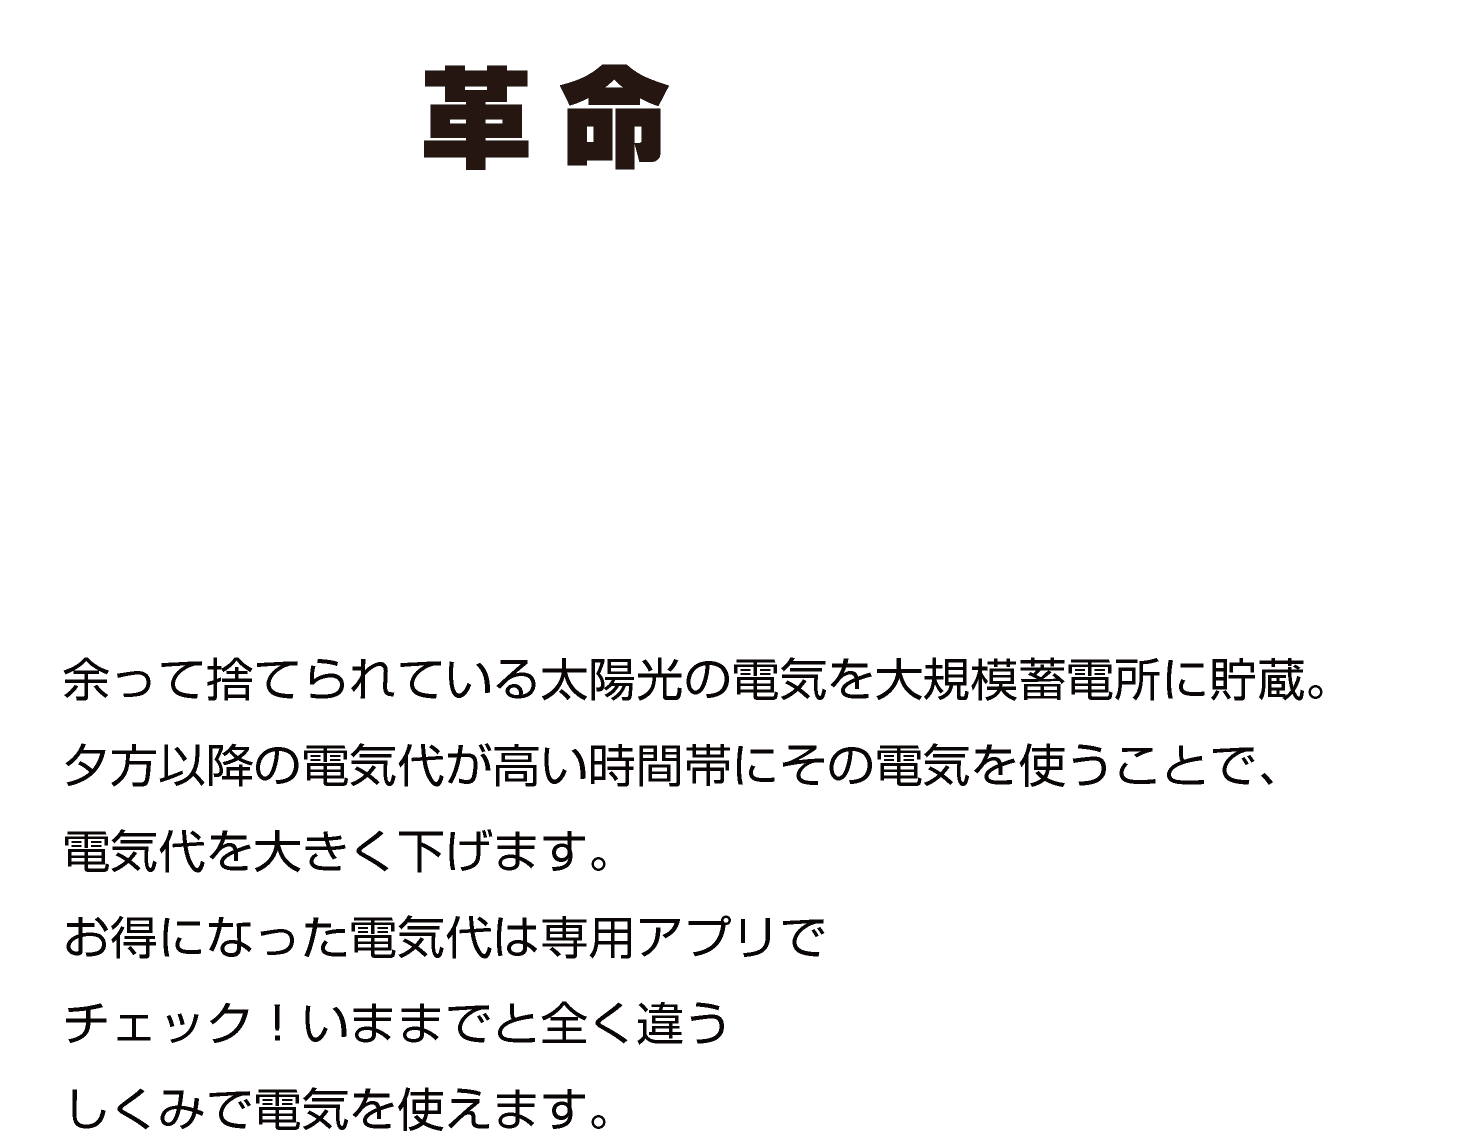 革命
余って捨てられている太陽光の電気を大規模蓄電所に貯蔵。
夕方以降の電気代が高い時間帯にその電気を使うことで、
電気代を大きく下げます。
お得になった電気代は専用アプリで
チェック！いままでと全く違う
しくみで電気を使えます。